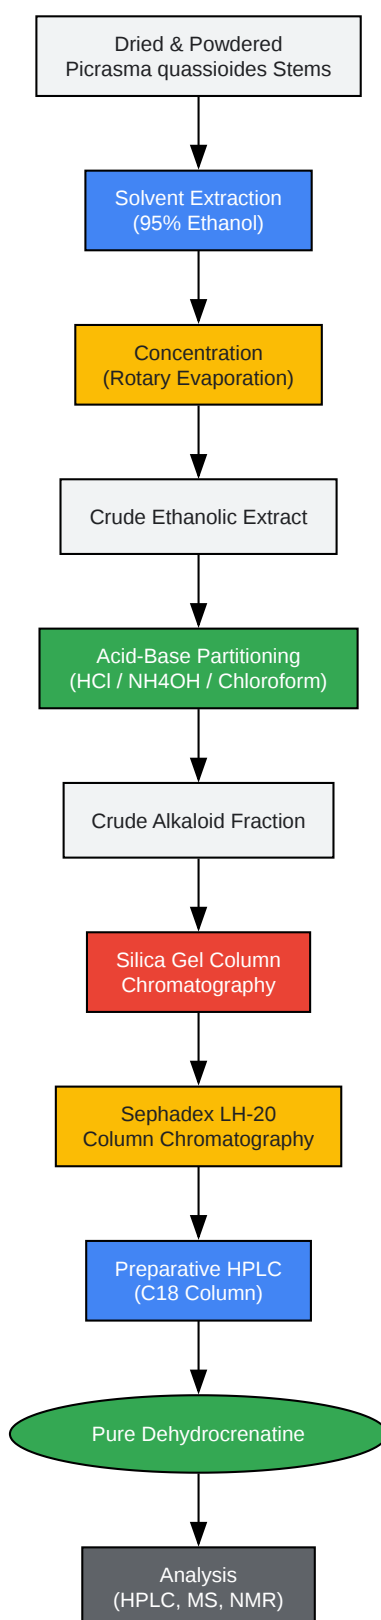 Dried & Powdered
Picrasma quassioides Stems
Solvent Extraction
(95% Ethanol)
Concentration
(Rotary Evaporation)
Crude Ethanolic Extract
Acid-Base Partitioning
(HCl / NH4OH / Chloroform)
Crude Alkaloid Fraction
Silica Gel Column
Chromatography
Sephadex LH-20
Column Chromatography
Preparative HPLC
(C18 Column)
Pure Dehydrocrenatine
Analysis
(HPLC, MS, NMR)